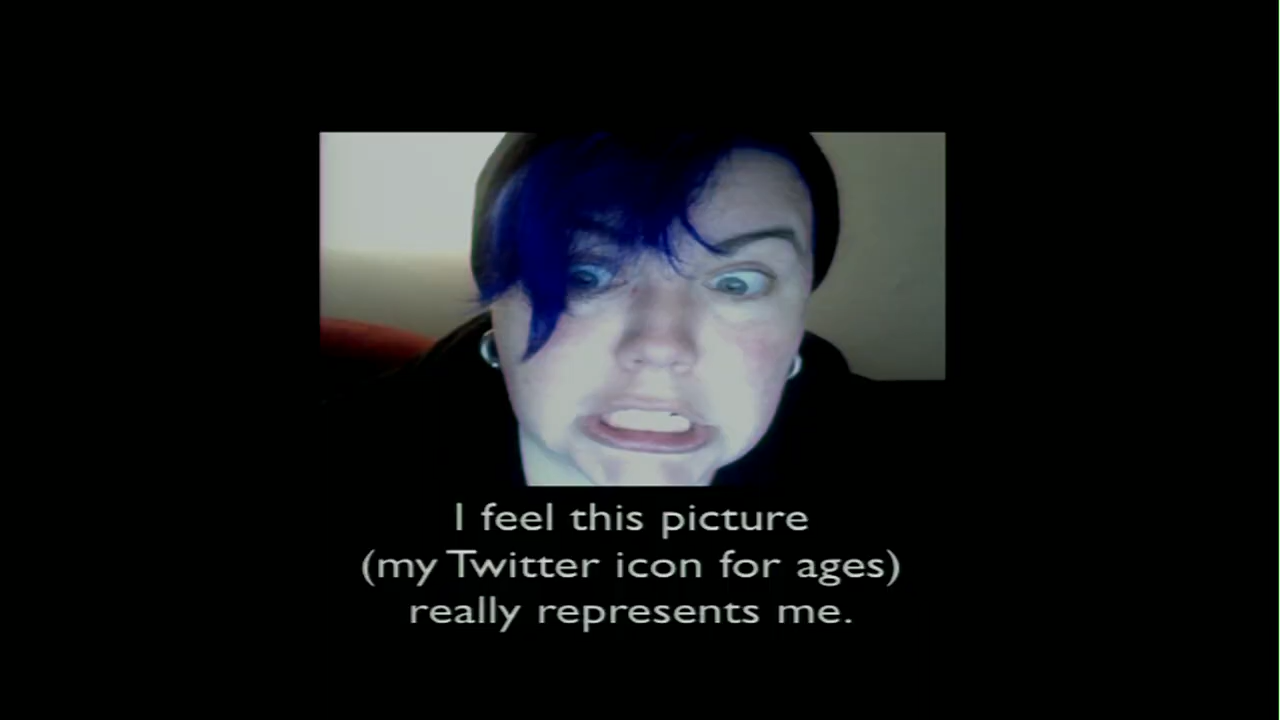 I feel this picture
(my Twitter icon for ages)
really represents me.